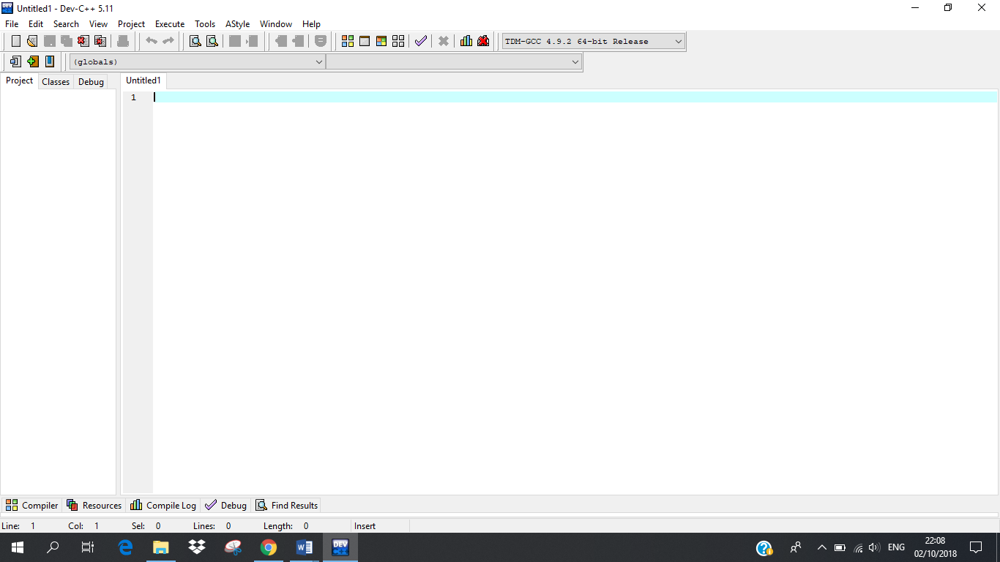 Untitled1 - Dev-C++ 5.11
File Edit Search View Project Execute Tools AStyle Window Help
TDM-GCC 4.9.2 64-bit Release
(globals)
Project Classes Debug Untitled1
1
Compiler Resources Compile Log Debug Find Results
Line: 1 Col: 1 Sel: 0 Lines: 0 Length: 0 Insert
DEV ENG 22:08
02/10/2018